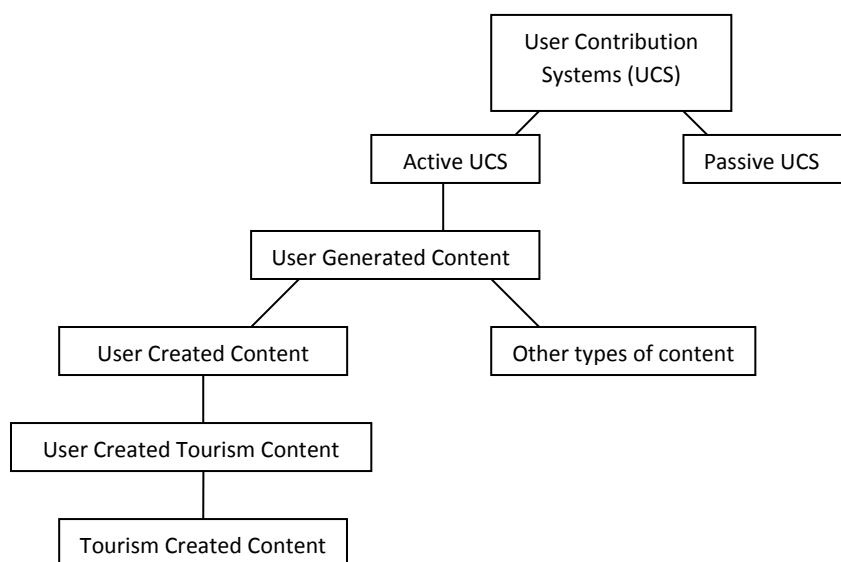 User Contribution
Systems (UCS)
Active UCS
Passive UCS
User Generated Content
User Created Content
Other types of content
User Created Tourism Content
Tourism Created Content